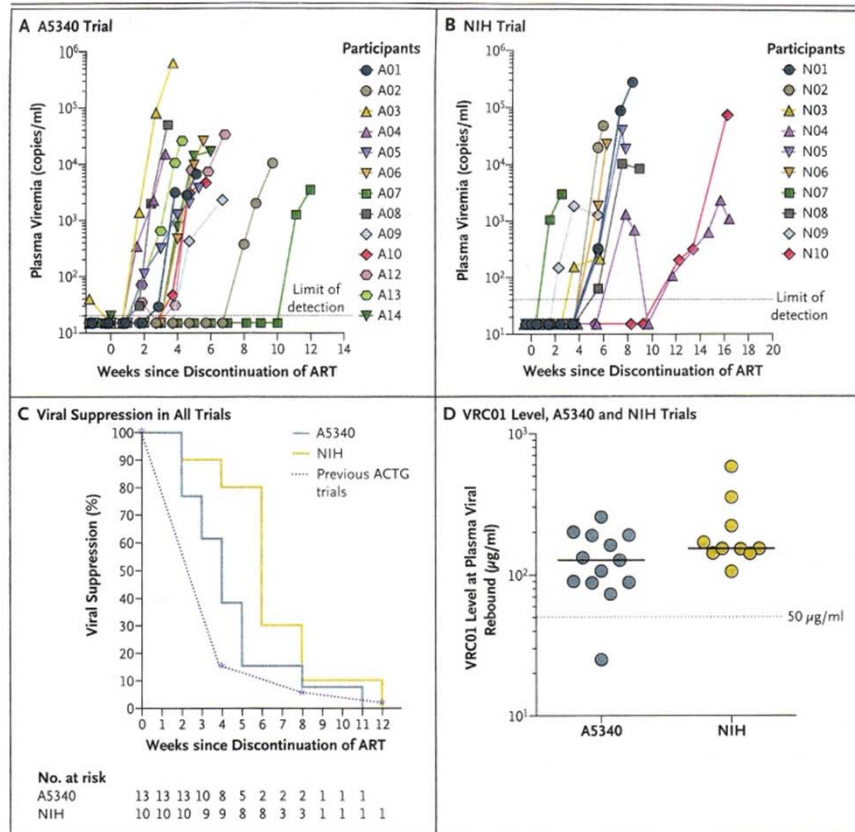 A A5340 Trial
Plasma Viremia (copies/ml)
10⁶
10⁵
10⁴
10³
10²
10¹
0 2 4 6 8 10 12 14
Weeks since Discontinuation of ART
Limit of
detection
Participants
A01
A02
A03
A04
A05
A06
A07
A08
A09
A10
A12
A13
A14
B NIH Trial
Plasma Viremia (copies/ml)
10⁶
10⁵
10⁴
10³
10²
10¹
0 2 4 6 8 10 12 14 16 18 20
Weeks since Discontinuation of ART
Limit of
detection
Participants
N01
N02
N03
N04
N05
N06
N07
N08
N09
N10
C Viral Suppression in All Trials
Viral Suppression (%)
100
90
80
70
60
50
40
30
20
10
0
0 1 2 3 4 5 6 7 8 9 10 11 12
Weeks since Discontinuation of ART
A5340
NIH
Previous ACTG
trials
No. at risk
A5340 13 13 13 10 8 5 2 2 2 1 1 1
NIH 10 10 10 9 9 8 8 3 3 1 1 1 1
D VRC01 Level, A5340 and NIH Trials
VRC01 Level at Plasma Viral
Rebound (µg/ml)
10³
10²
10¹
50 µg/ml
A5340 NIH